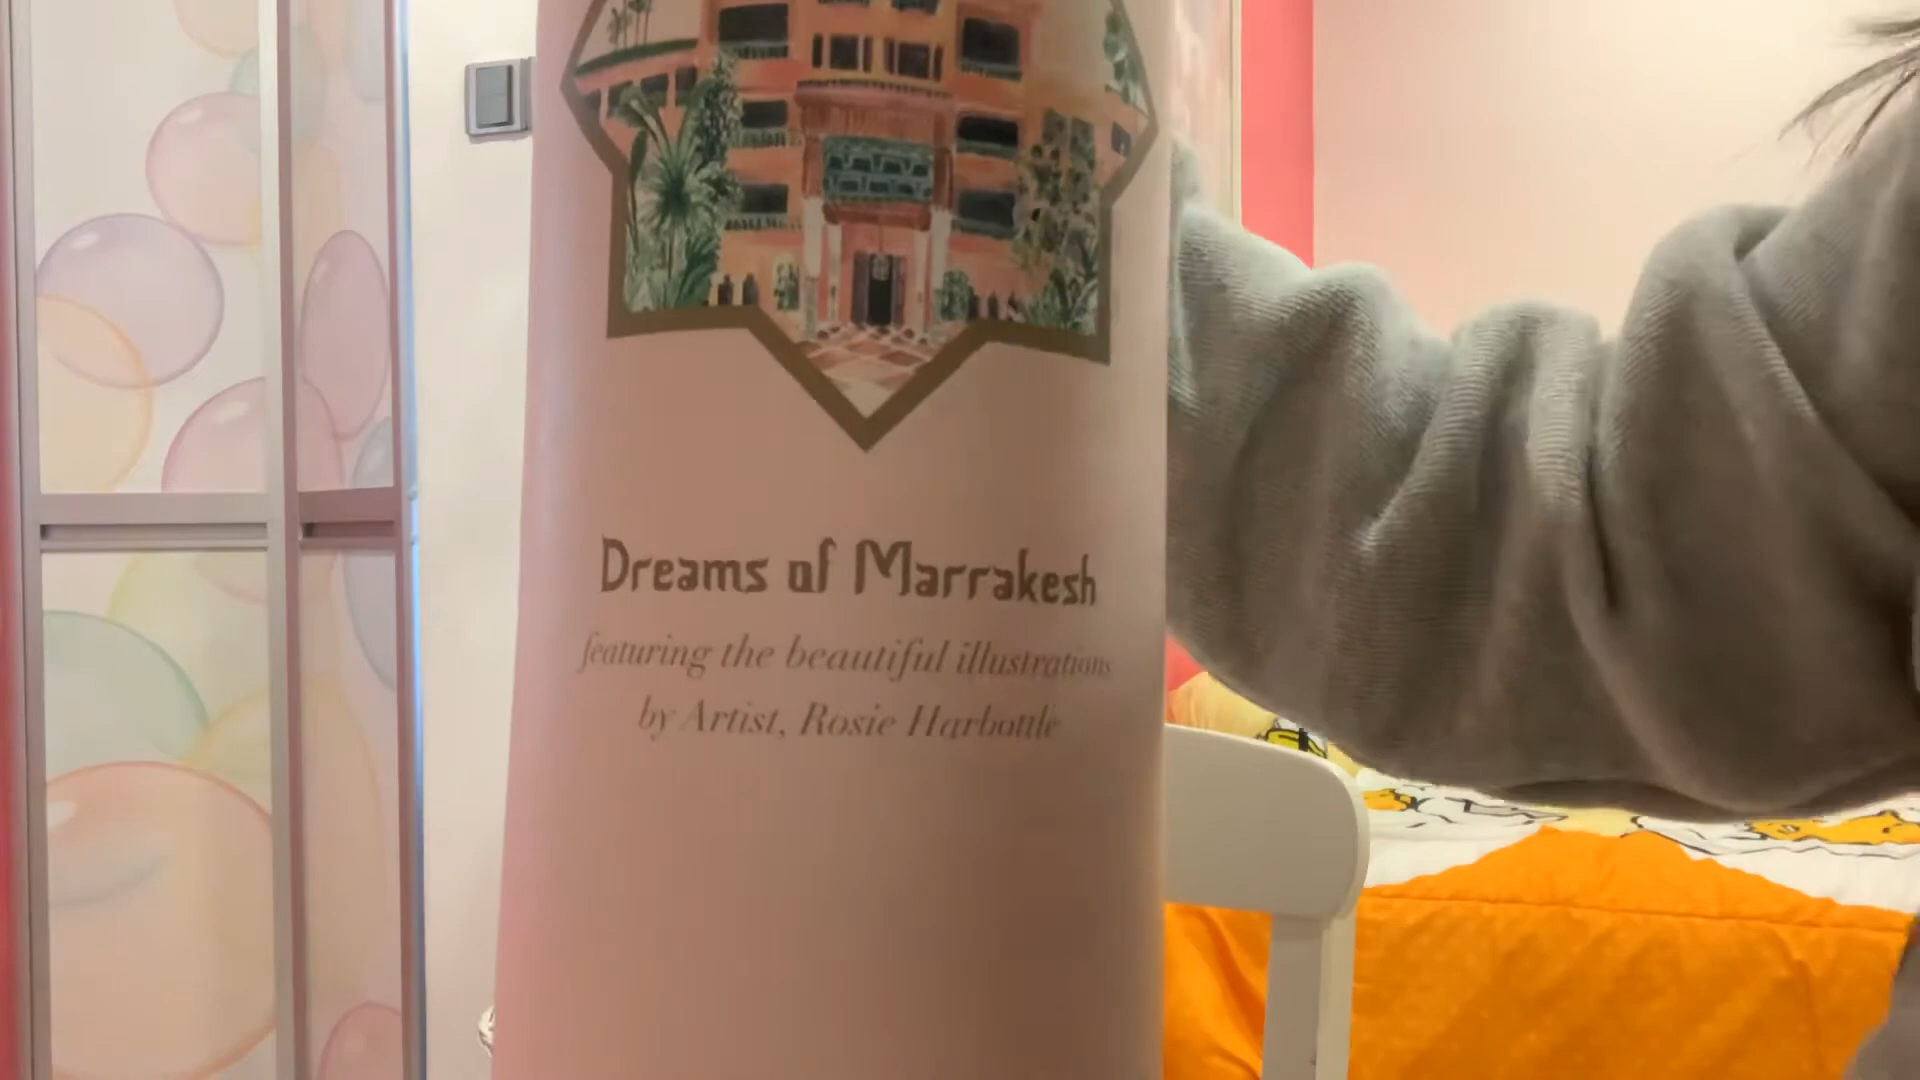 Dreams of Marrakesh
featuring the beautiful illustrations
by Artist, Rosie Harbottle